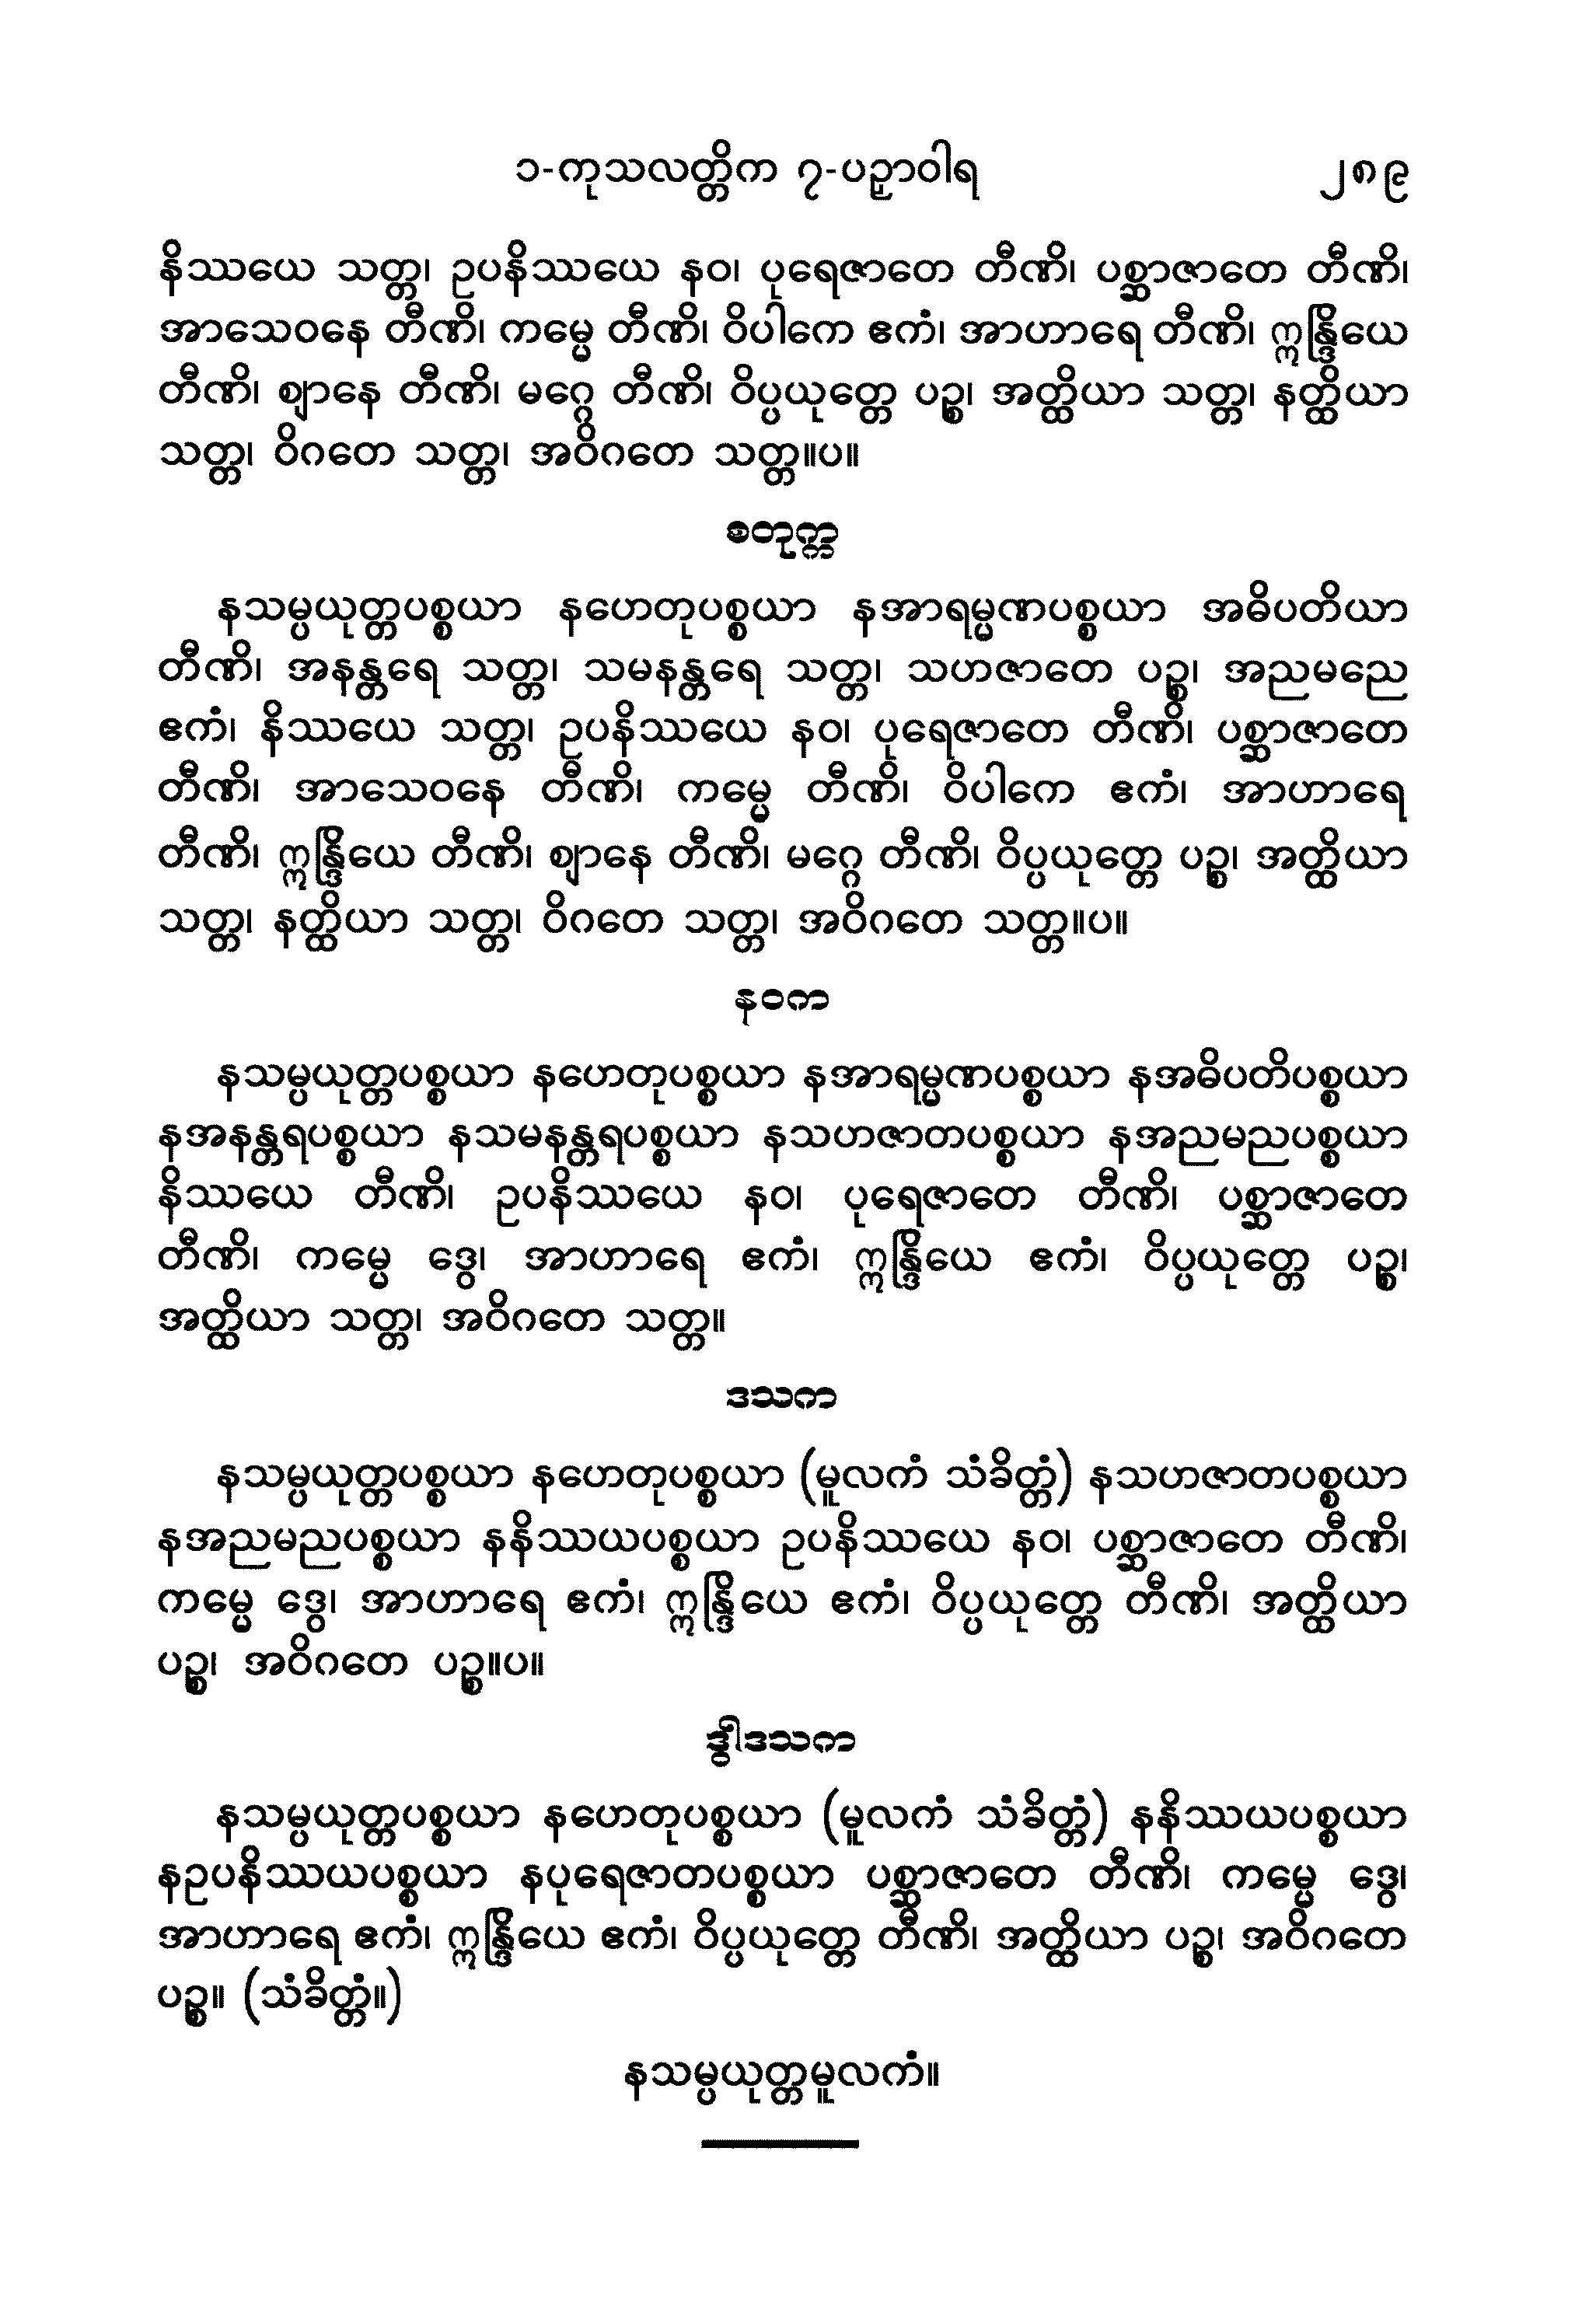 ၁-ကုသလတ္တိက ၇-ပဉှာဝါရ ၂၈၉
နိဿယေ သတ္တ၊ ဥပနိဿယေ နဝ၊ ပုရေဇာတေ တီဏိ၊ ပစ္ဆာဇာတေ တီဏိ၊
အာသေဝနေ တီဏိ၊ ကမ္မေ တီဏိ၊ ဝိပါကေ ဧကံ၊ အာဟာရေ တီဏိ၊ ဣန္ဒြိယေ
တီဏိ၊ ဈာနေ တီဏိ၊ မဂ္ဂေ တီဏိ၊ ဝိပ္ပယုတ္တေ ပဉ္စ၊ အတ္ထိယာ သတ္တ၊ နတ္ထိယာ
သတ္တ၊ ဝိဂတေ သတ္တ၊ အဝိဂတေ သတ္တ။ပ။
စတုက္က
နသမ္ပယုတ္တပစ္စယာ နဟေတုပစ္စယာ နအာရမ္မဏပစ္စယာ အဓိပတိယာ
တီဏိ၊ အနန္တရေ သတ္တ၊ သမနန္တရေ သတ္တ၊ သဟဇာတေ ပဉ္စ၊ အညမညေ
ဧကံ၊ နိဿယေ သတ္တ၊ ဥပနိဿယေ နဝ၊ ပုရေဇာတေ တီဏိ၊ ပစ္ဆာဇာတေ
တီဏိ၊ အာသေဝနေ တီဏိ၊ ကမ္မေ တီဏိ၊ ဝိပါကေ ဧကံ၊ အာဟာရေ
တီဏိ၊ ဣန္ဒြိယေ တီဏိ၊ ဈာနေ တီဏိ၊ မဂ္ဂေ တီဏိ၊ ဝိပ္ပယုတ္တေ ပဉ္စ၊ အတ္ထိယာ
သတ္တ၊ နတ္ထိယာ သတ္တ၊ ဝိဂတေ သတ္တ၊ အဝိဂတေ သတ္တ။ပ။
နဝက
နသမ္ပယုတ္တပစ္စယာ နဟေတုပစ္စယာ နအာရမ္မဏပစ္စယာ နအဓိပတိပစ္စယာ
နအနန္တရပစ္စယာ နသမနန္တရပစ္စယာ နသဟဇာတပစ္စယာ နအညမညပစ္စယာ
နိဿယေ တီဏိ၊ ဥပနိဿယေ နဝ၊ ပုရေဇာတေ တီဏိ၊ ပစ္ဆာဇာတေ
တီဏိ၊ ကမ္မေ ဒွေ၊ အာဟာရေ ဧကံ၊ ဣန္ဒြိယေ ဧကံ၊ ဝိပ္ပယုတ္တေ ပဉ္စ၊
အတ္ထိယာ သတ္တ၊ အဝိဂတေ သတ္တ။
ဒသက
နသမ္ပယုတ္တပစ္စယာ နဟေတုပစ္စယာ (မူလကံ သံခိတ္တံ) နသဟဇာတပစ္စယာ
နအညမညပစ္စယာ နနိဿယပစ္စယာ ဥပနိဿယေ နဝ၊ ပစ္ဆာဇာတေ တီဏိ၊
ကမ္မေ ဒွေ၊ အာဟာရေ ဧကံ၊ ဣန္ဒြိယေ ဧကံ၊ ဝိပ္ပယုတ္တေ တီဏိ၊ အတ္ထိယာ
ပဉ္စ၊ အဝိဂတေ ပဉ္စ။ပ။
ဒွါဒသက
နသမ္ပယုတ္တပစ္စယာ နဟေတုပစ္စယာ (မူလကံ သံခိတ္တံ) နနိဿယပစ္စယာ
နဥပနိဿယပစ္စယာ နပုရေဇာတပစ္စယာ ပစ္ဆာဇာတေ တီဏိ၊ ကမ္မေ ဒွေ၊
အာဟာရေ ဧကံ၊ ဣန္ဒြိယေ ဧကံ၊ ဝိပ္ပယုတ္တေ တီဏိ၊ အတ္ထိယာ ပဉ္စ၊ အဝိဂတေ
ပဉ္စ။ (သံခိတ္တံ။)
နသမ္ပယုတ္တမူလကံ။